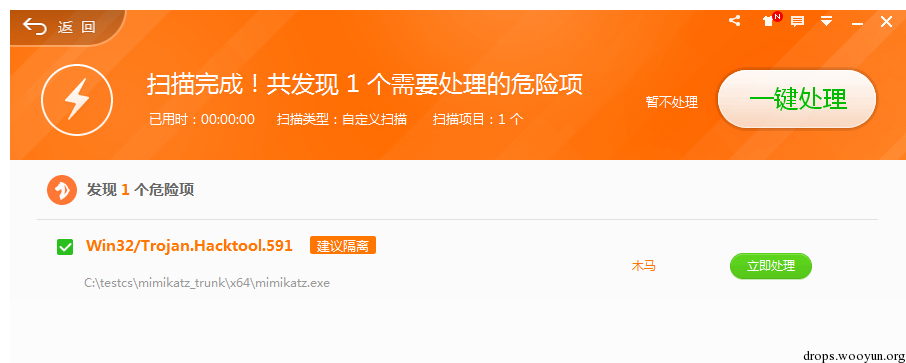 返 回
N
扫描完成！共发现 1 个需要处理的危险项
暂不处理
一键处理
已用时：00:00:00 扫描类型：自定义扫描 扫描项目：1 个
发现 1 个危险项
Win32/Trojan.Hacktool.591 建议隔离
木马
立即处理
C:\testcs\mimikatz_trunk\x64\mimikatz.exe
drops.wooyun.org